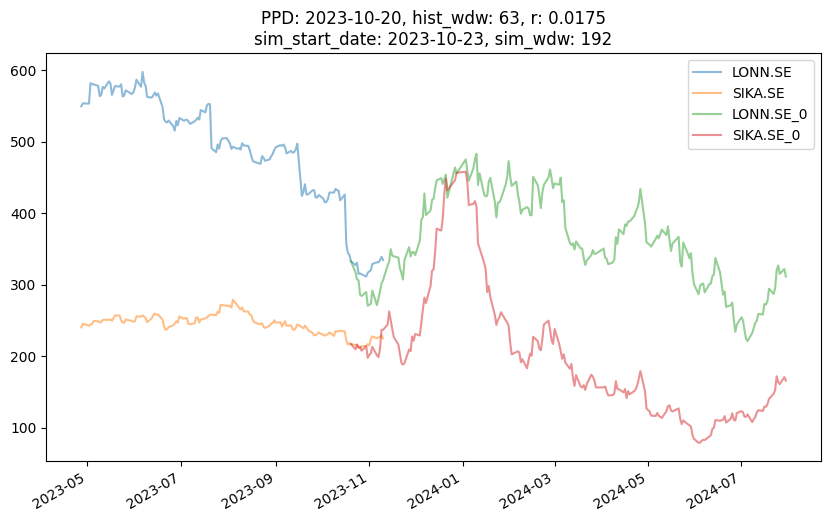 PPD: 2023-10-20, hist_wdw: 63, r: 0.0175
sim_start_date: 2023-10-23, sim_wdw: 192
LONN.SE
SIKA.SE
LONN.SE_0
SIKA.SE_0
600
500
400
300
200
100
2023-05
2023-07
2023-09
2023-11
2024-01
2024-03
2024-05
2024-07